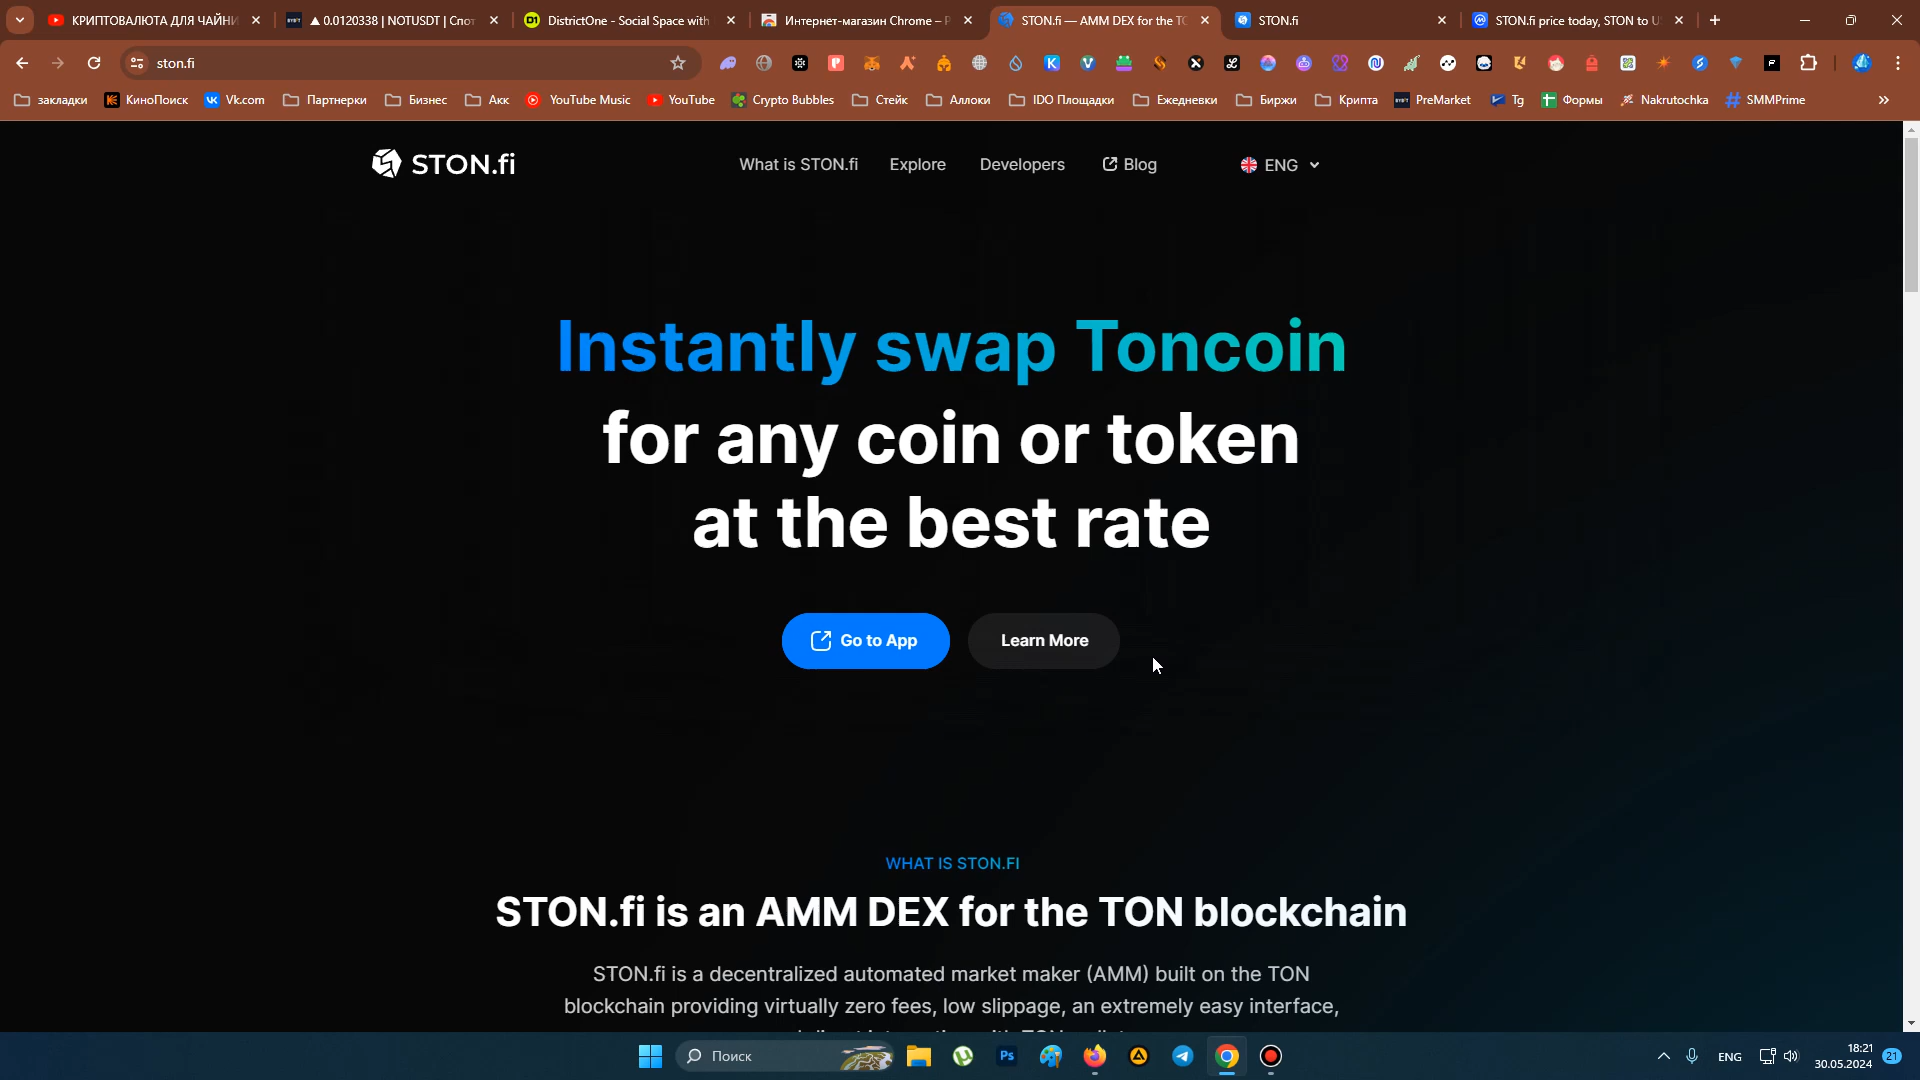 КРИПТОВАЛЮТА ДЛЯ ЧАЙНИ
▲ 0.0120338 | NOTUSDT | Спот
DistrictOne - Social Space with
Интернет-магазин Chrome – Р
STON.fi — AMM DEX for the TO
STON.fi
STON.fi price today, STON to U
ston.fi
закладки
КиноПоиск
Vk.com
Партнерки
Бизнес
Акк
YouTube Music
YouTube
Crypto Bubbles
Стейк
Аллоки
IDO Площадки
Ежедневки
Биржи
Крипта
PreMarket
Tg
Формы
Nakrutochka
SMMPrime
STON.fi
What is STON.fi
Explore
Developers
Blog
ENG
Instantly swap Toncoin
for any coin or token
at the best rate
Go to App
Learn More
WHAT IS STON.FI
STON.fi is an AMM DEX for the TON blockchain
STON.fi is a decentralized automated market maker (AMM) built on the TON
blockchain providing virtually zero fees, low slippage, an extremely easy interface,
Поиск
Ps
ENG
18:21
30.05.2024
21